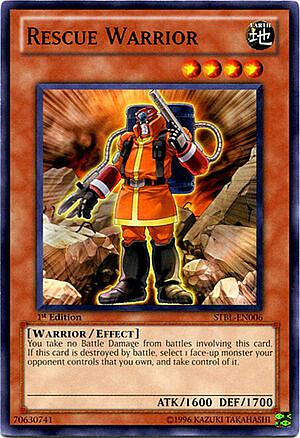 Rescue Warrior
EARTH
地
1st Edition
STBL-EN006
[WARRIOR/EFFECT]
You take no Battle Damage from battles involving this card.
If this card is destroyed by battle, select 1 face-up monster your
opponent controls that you own, and take control of it.
ATK/1600 DEF/1700
70630741
©1996 KAZUKI TAKAHASHI